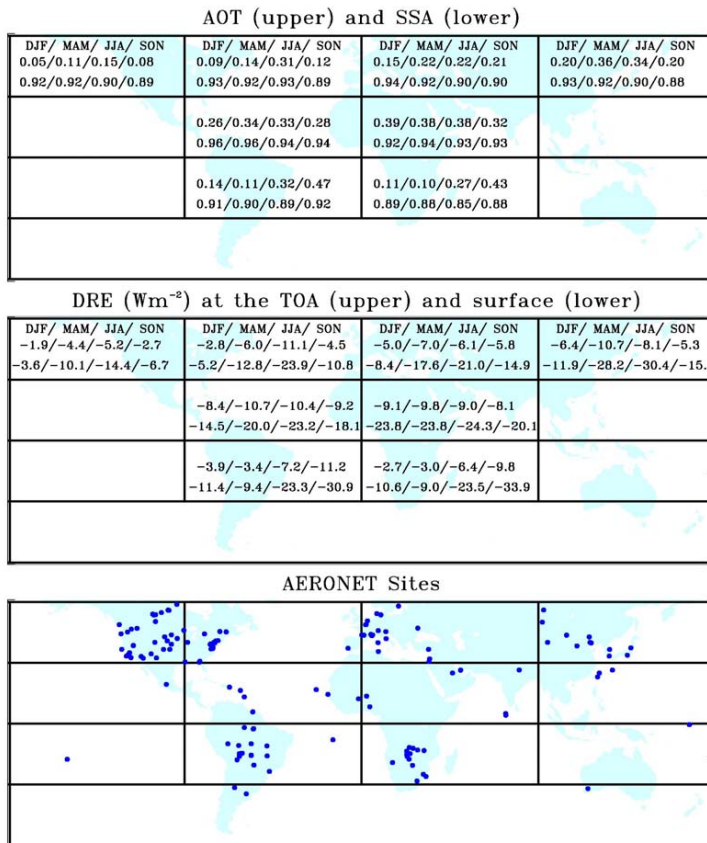 AOT (upper) and SSA (lower)
DJF/ MAM/ JJA/ SON DJF/ MAM/ JJA/ SON DJF/ MAM/ JJA/ SON DJF/ MAM/ JJA/ SON
0.05/0.11/0.15/0.08 0.09/0.14/0.31/0.12 0.15/0.22/0.22/0.21 0.20/0.36/0.34/0.20
0.92/0.92/0.90/0.89 0.93/0.92/0.93/0.89 0.94/0.92/0.90/0.90 0.93/0.92/0.90/0.88
0.26/0.34/0.33/0.28 0.39/0.38/0.38/0.32
0.96/0.96/0.94/0.94 0.92/0.94/0.93/0.93
0.14/0.11/0.32/0.47 0.11/0.10/0.27/0.43
0.91/0.90/0.89/0.92 0.89/0.88/0.85/0.88
DRE (Wm⁻²) at the TOA (upper) and surface (lower)
DJF/ MAM/ JJA/ SON DJF/ MAM/ JJA/ SON DJF/ MAM/ JJA/ SON DJF/ MAM/ JJA/ SON
−1.9/−4.4/−5.2/−2.7 −2.8/−6.0/−11.1/−4.5 −5.0/−7.0/−6.1/−5.8 −6.4/−10.7/−8.1/−5.3
−3.6/−10.1/−14.4/−6.7 −5.2/−12.8/−23.9/−10.8 −8.4/−17.6/−21.0/−14.9 −11.9/−28.2/−30.4/−15.
−8.4/−10.7/−10.4/−9.2 −9.1/−9.8/−9.0/−8.1
−14.5/−20.0/−23.2/−18.1 −23.8/−23.8/−24.3/−20.1
−3.9/−3.4/−7.2/−11.2 −2.7/−3.0/−6.4/−9.8
−11.4/−9.4/−23.3/−30.9 −10.6/−9.0/−23.5/−33.9
AERONET Sites